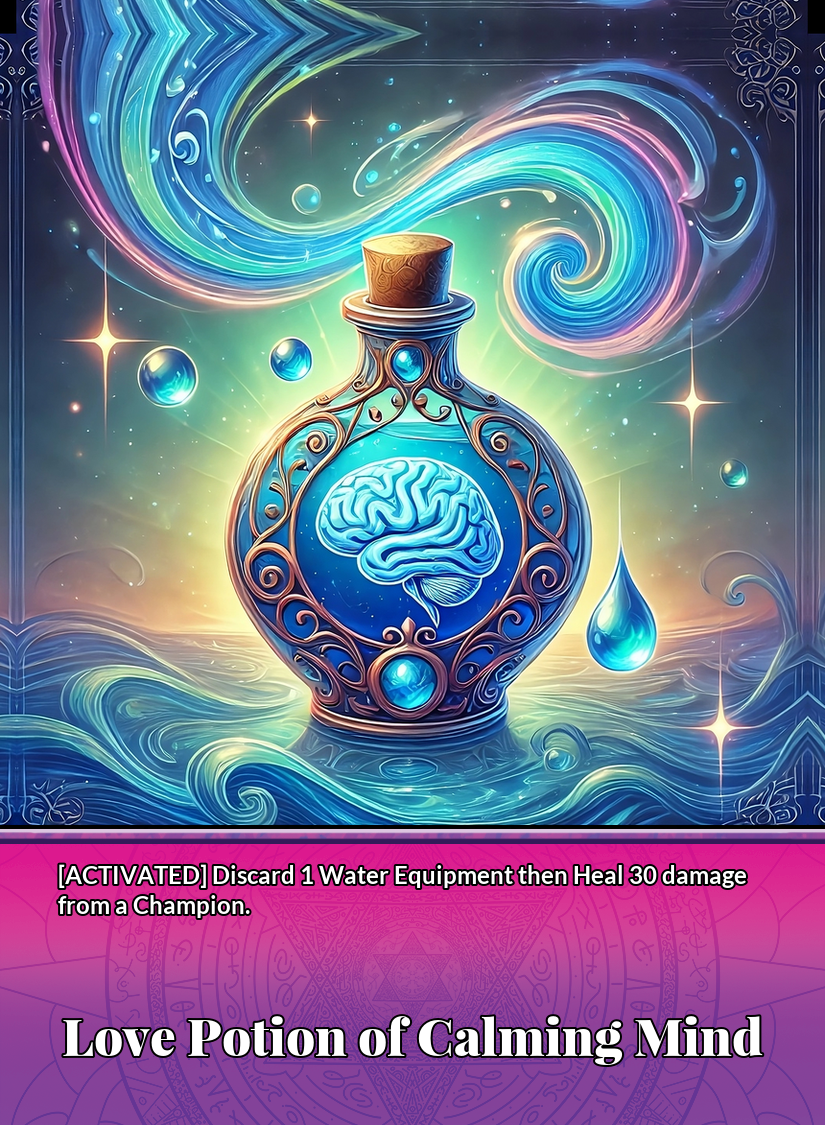 [ACTIVATED] Discard 1 Water Equipment then Heal 30 damage
from a Champion.
Love Potion of Calming Mind